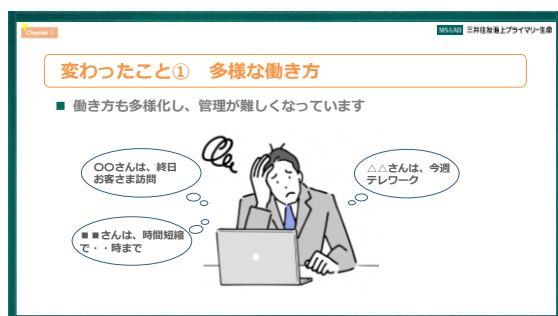 Chapter 1
MS&AD 三井住友海上プライマリー生命
変わったこと① 多様な働き方
■ 働き方も多様化し、管理が難しくなっています
〇〇さんは、終日
お客さま訪問
△△さんは、今週
テレワーク
■■さんは、時間短縮
で・・時まで